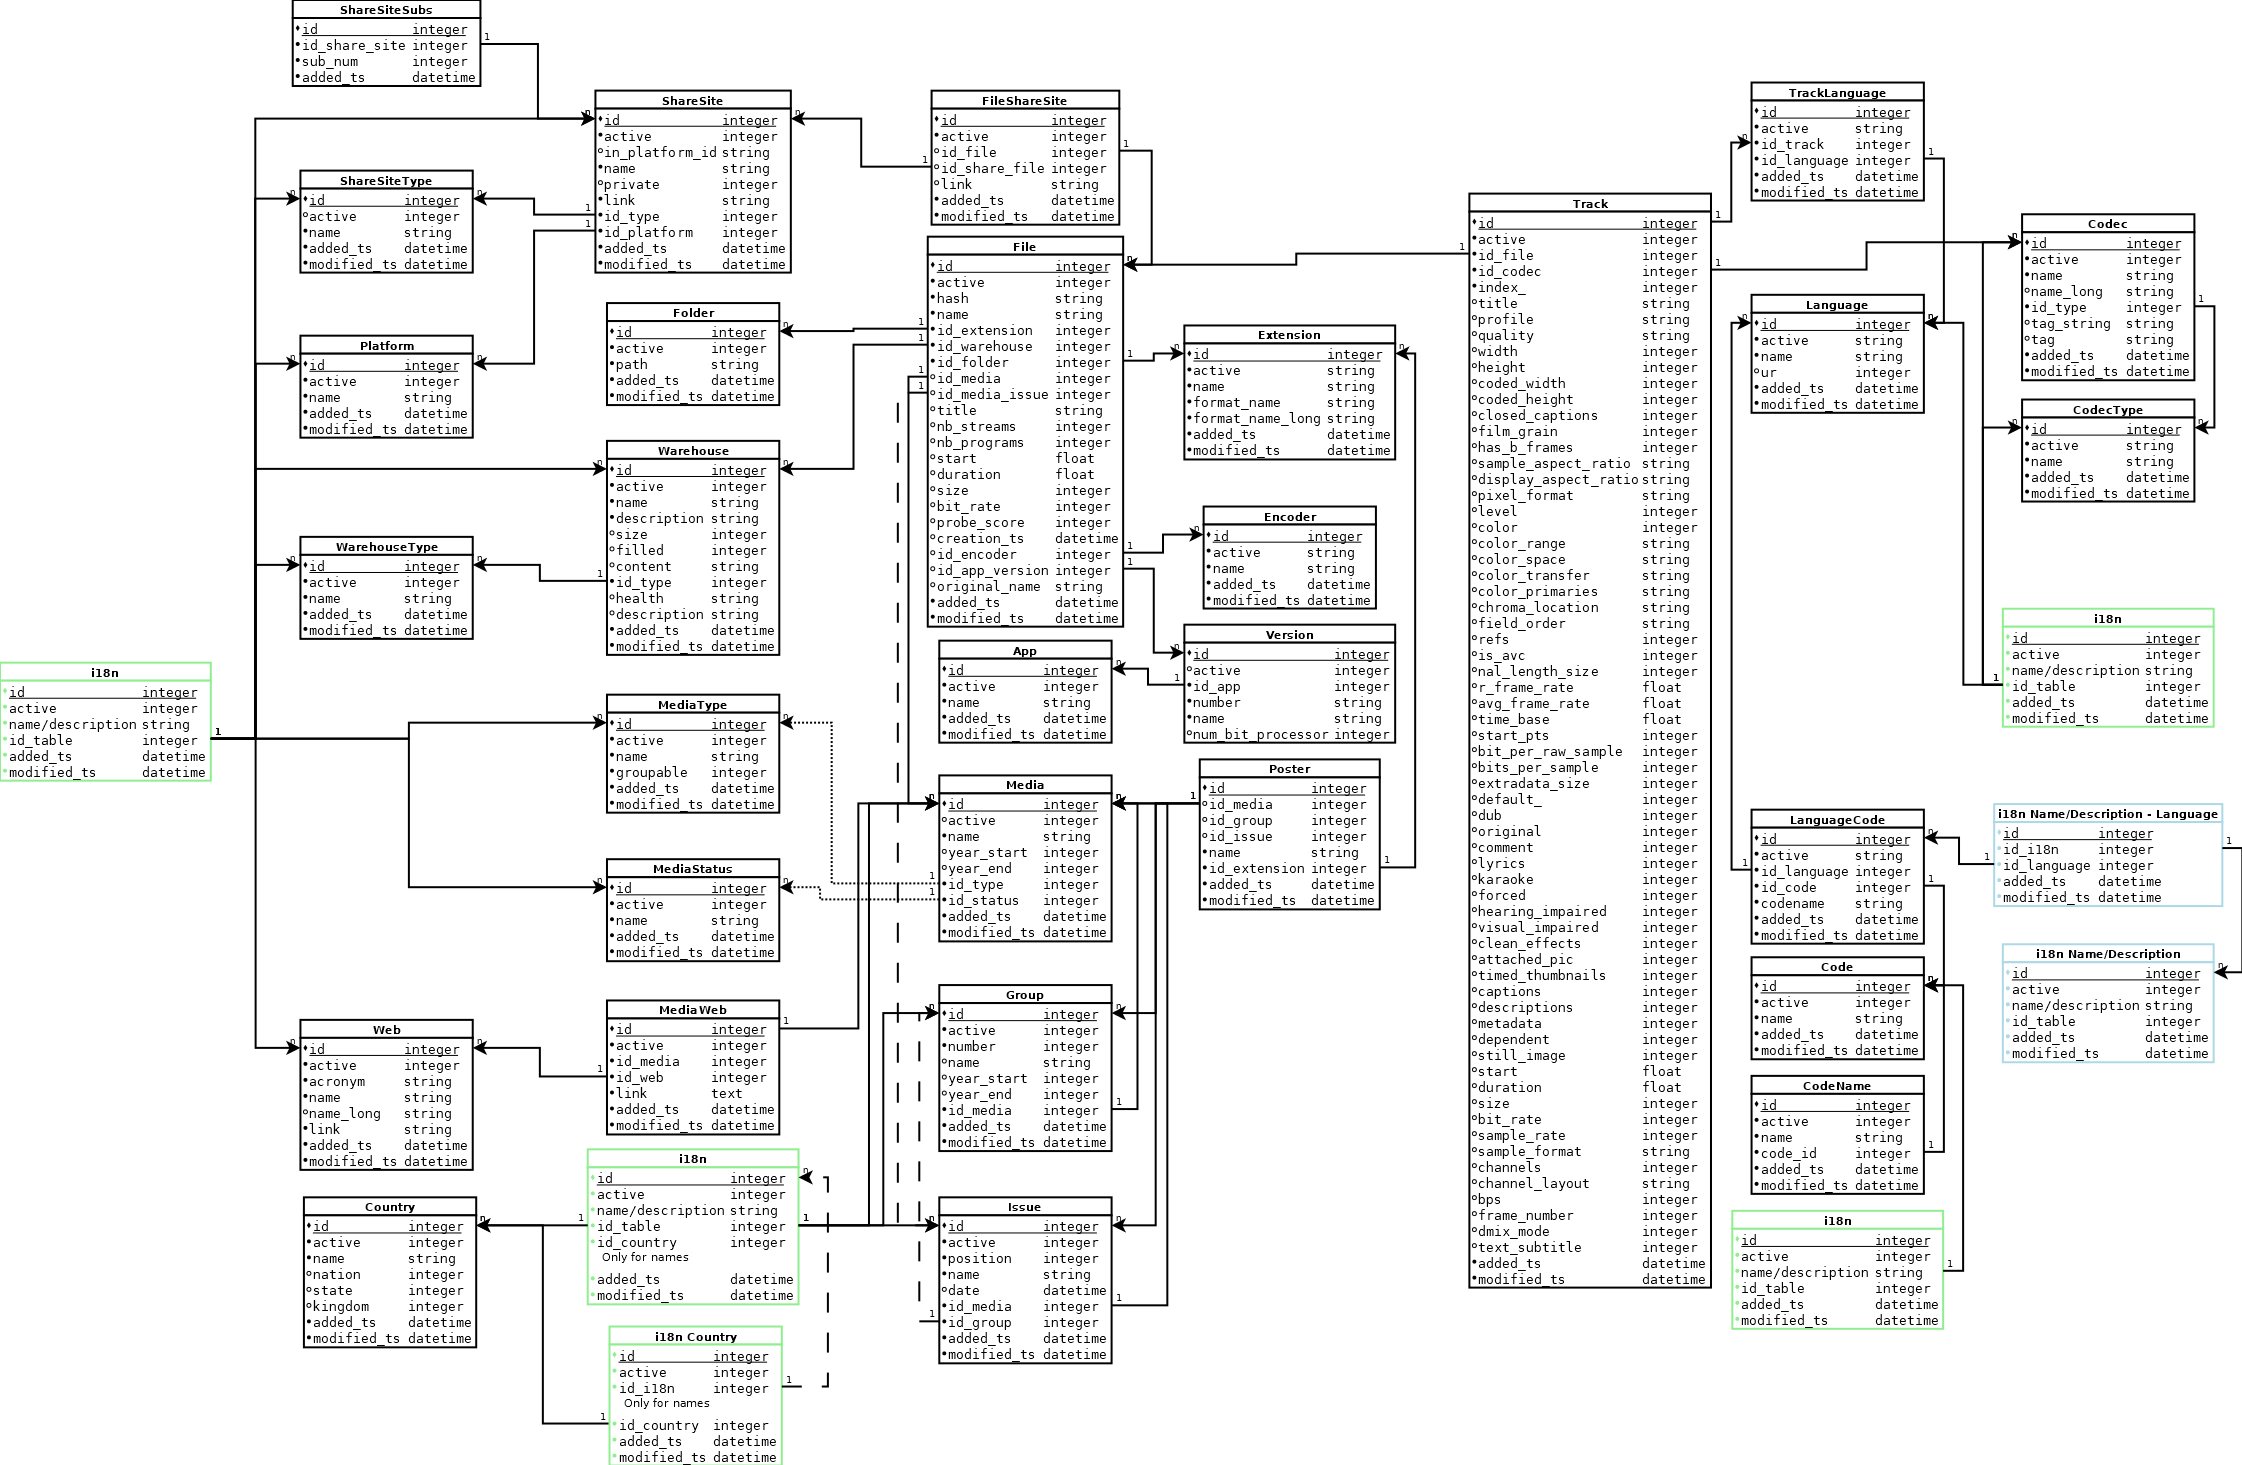 ShareSiteSubs
id integer
id_share_site integer
sub_num integer
added_ts datetime
ShareSite
id integer
active integer
in_platform_id string
name string
private integer
link string
id_type integer
id_platform integer
added_ts datetime
modified_ts datetime
FileShareSite
id integer
active integer
id_file integer
id_share_file integer
link string
added_ts datetime
modified_ts datetime
TrackLanguage
id integer
active string
id_track integer
id_language integer
added_ts datetime
modified_ts datetime
ShareSiteType
id integer
active integer
name string
added_ts datetime
modified_ts datetime
Platform
id integer
active integer
name string
added_ts datetime
modified_ts datetime
Folder
id integer
active integer
path string
added_ts datetime
modified_ts datetime
File
id integer
active integer
hash string
name string
id_extension integer
id_warehouse integer
id_folder integer
id_media integer
id_media_issue integer
title string
nb_streams integer
nb_programs integer
start float
duration float
size integer
bit_rate integer
probe_score integer
creation_ts datetime
id_encoder integer
id_app_version integer
original_name string
added_ts datetime
modified_ts datetime
Extension
id integer
active string
name string
format_name string
format_name_long string
added_ts datetime
modified_ts datetime
Track
id integer
active integer
id_file integer
id_codec integer
index_ integer
title string
profile string
quality string
width integer
height integer
coded_width integer
coded_height integer
closed_captions integer
film_grain integer
has_b_frames integer
sample_aspect_ratio string
display_aspect_ratio string
pixel_format string
level integer
color integer
color_range string
color_space string
color_transfer string
color_primaries string
chroma_location string
field_order string
refs integer
is_avc integer
nal_length_size integer
r_frame_rate float
avg_frame_rate float
time_base float
start_pts integer
bit_per_raw_sample integer
bits_per_sample integer
extradata_size integer
default_ integer
dub integer
original integer
comment integer
lyrics integer
karaoke integer
forced integer
hearing_impaired integer
visual_impaired integer
clean_effects integer
attached_pic integer
timed_thumbnails integer
captions integer
descriptions integer
metadata integer
dependent integer
still_image integer
start float
duration float
size integer
bit_rate integer
sample_rate integer
sample_format string
channels integer
channel_layout string
bps integer
frame_number integer
dmix_mode integer
text_subtitle integer
added_ts datetime
modified_ts datetime
Codec
id integer
active integer
name string
name_long string
id_type integer
tag_string string
tag string
added_ts datetime
modified_ts datetime
Language
id integer
active string
name string
ur integer
added_ts datetime
modified_ts datetime
CodecType
id integer
active string
name string
added_ts datetime
modified_ts datetime
Warehouse
id integer
active integer
name string
description string
size integer
filled integer
content string
id_type integer
health string
description string
added_ts datetime
modified_ts datetime
WarehouseType
id integer
active integer
name string
added_ts datetime
modified_ts datetime
Encoder
id integer
active string
name string
added_ts datetime
modified_ts datetime
i18n
id integer
active integer
name/description string
id_table integer
added_ts datetime
modified_ts datetime
App
id integer
active integer
name string
added_ts datetime
modified_ts datetime
Version
id integer
active integer
id_app integer
number string
name string
num_bit_processor integer
i18n
id integer
active integer
name/description string
id_table integer
added_ts datetime
modified_ts datetime
MediaType
id integer
active integer
name string
groupable integer
added_ts datetime
modified_ts datetime
Media
id integer
active integer
name string
year_start integer
year_end integer
id_type integer
id_status integer
added_ts datetime
modified_ts datetime
Poster
id integer
id_media integer
id_group integer
id_issue integer
name string
id_extension integer
added_ts datetime
modified_ts datetime
LanguageCode
id integer
active string
id_language integer
id_code integer
codename string
added_ts datetime
modified_ts datetime
i18n Name/Description - Language
id integer
id_i18n integer
id_language integer
added_ts datetime
modified_ts datetime
MediaStatus
id integer
active integer
name string
added_ts datetime
modified_ts datetime
i18n Name/Description
id integer
active integer
name/description string
id_table integer
added_ts datetime
modified_ts datetime
Code
id integer
active integer
name string
added_ts datetime
modified_ts datetime
MediaWeb
id integer
active integer
id_media integer
id_web integer
link text
added_ts datetime
modified_ts datetime
Group
id integer
active integer
number integer
name string
year_start integer
year_end integer
id_media integer
added_ts datetime
modified_ts datetime
Web
id integer
active integer
acronym string
name string
name_long string
link string
added_ts datetime
modified_ts datetime
CodeName
id integer
active integer
name string
code_id integer
added_ts datetime
modified_ts datetime
i18n
id integer
active integer
name/description string
id_table integer
id_country integer
Only for names
added_ts datetime
modified_ts datetime
Country
id integer
active integer
name string
nation integer
state integer
kingdom integer
added_ts datetime
modified_ts datetime
Issue
id integer
active integer
position integer
name string
date datetime
id_media integer
id_group integer
added_ts datetime
modified_ts datetime
i18n
id integer
active integer
name/description string
id_table integer
added_ts datetime
modified_ts datetime
i18n Country
id integer
active integer
id_i18n integer
Only for names
id_country integer
added_ts datetime
modified_ts datetime